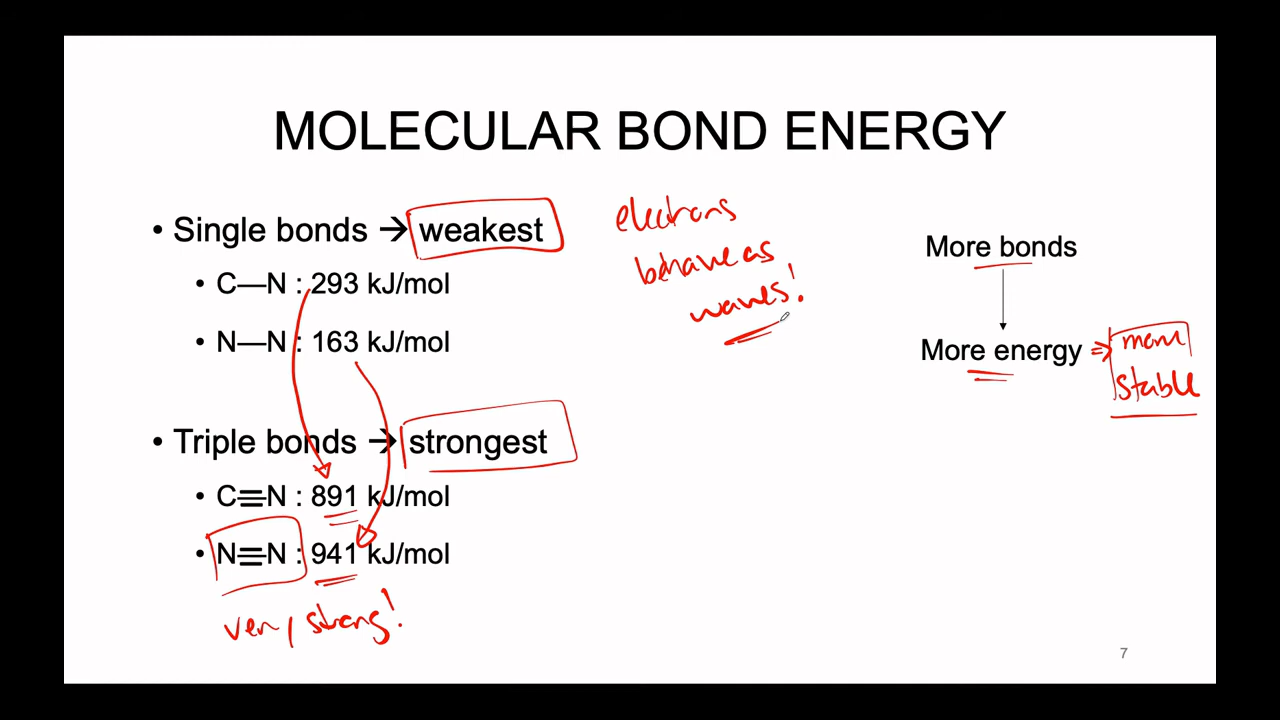 MOLECULAR BOND ENERGY
• Single bonds → weakest
• C—N : 293 kJ/mol
• N—N : 163 kJ/mol
• Triple bonds → strongest
• C≡N : 891 kJ/mol
• N≡N : 941 kJ/mol
very strong!
electrons
behave as
waves!
More bonds
More energy ⇒ more
stable
7